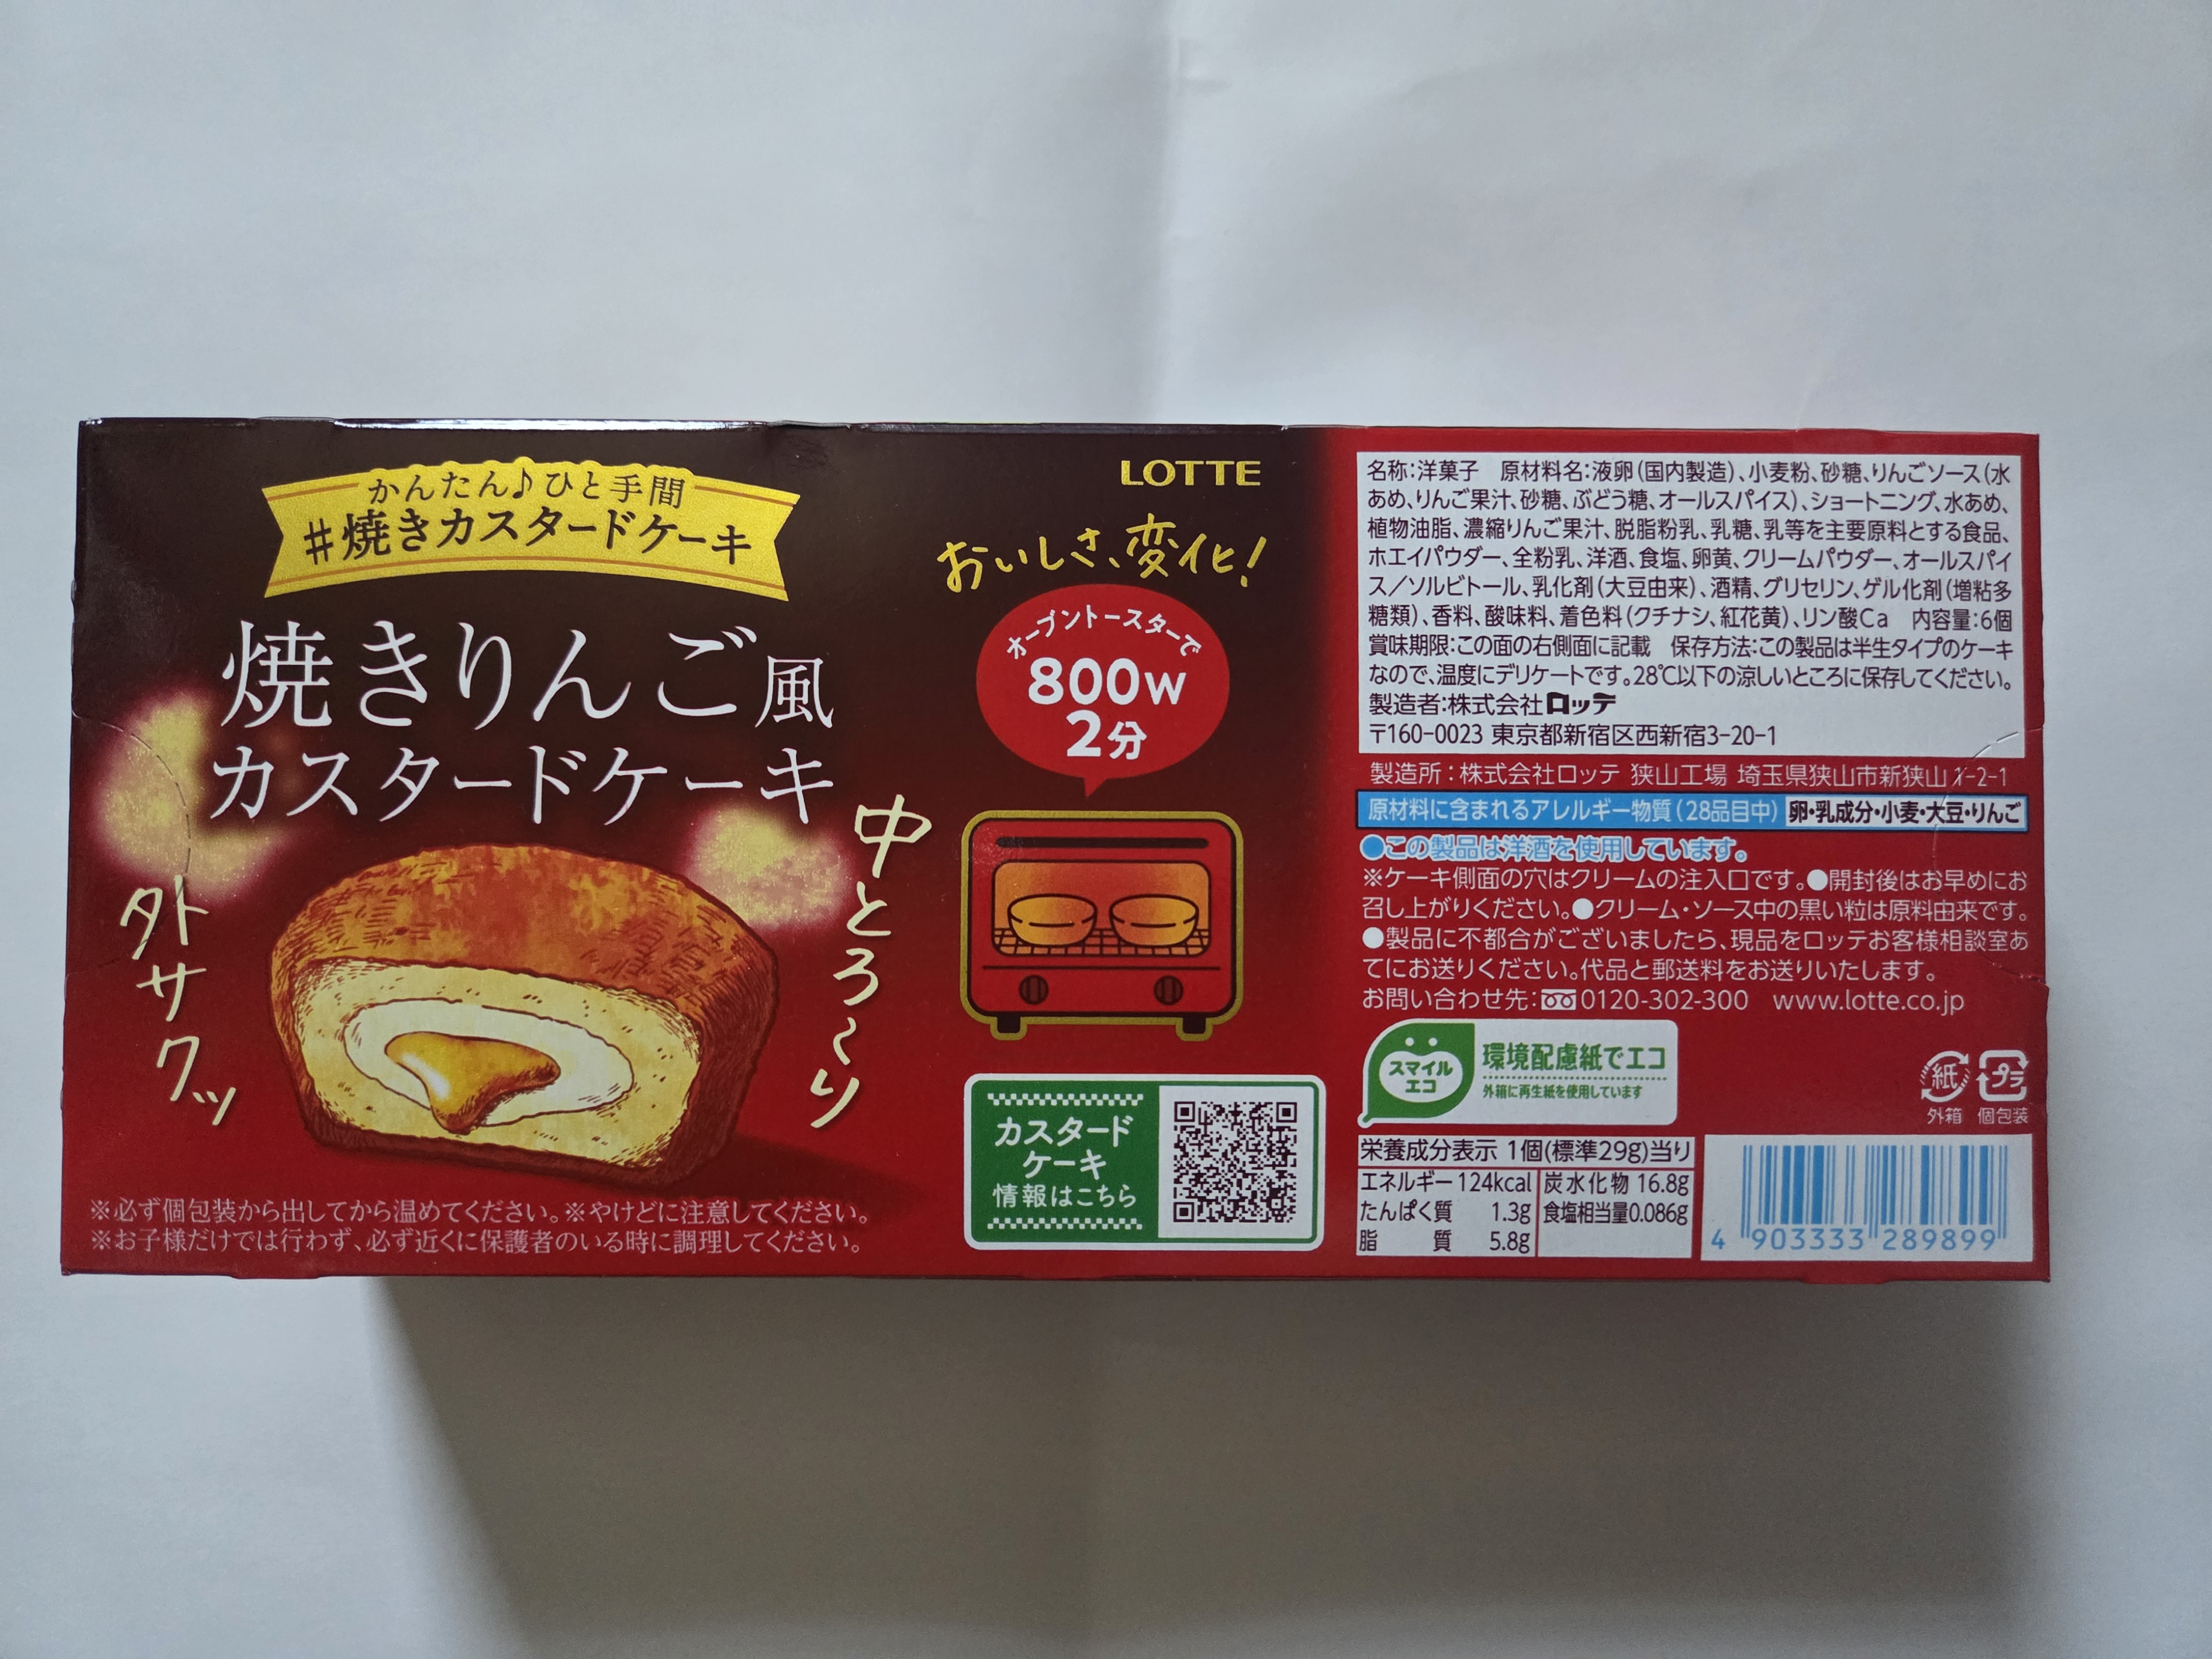 かんたん♪ひと手間
#焼きカスタードケーキ
焼きりんご風
カスタードケーキ
外サクッ
中とろ~り
※必ず個包装から出してから温めてください。※やけどに注意してください。
※お子様だけでは行わず、必ず近くに保護者のいる時に調理してください。
LOTTE
おいしさ、変化!
オーブントースターで
800W
2分
カスタード
ケーキ
情報はこちら
名称:洋菓子 原材料名:液卵(国内製造)、小麦粉、砂糖、りんごソース(水
あめ、りんご果汁、砂糖、ぶどう糖、オールスパイス)、ショートニング、水あめ、
植物油脂、濃縮りんご果汁、脱脂粉乳、乳糖、乳等を主要原料とする食品、
ホエイパウダー、全粉乳、洋酒、食塩、卵黄、クリームパウダー、オールスパイ
ス/ソルビトール、乳化剤(大豆由来)、酒精、グリセリン、ゲル化剤(増粘多
糖類)、香料、酸味料、着色料(クチナシ、紅花黄)、リン酸Ca 内容量:6個
賞味期限:この面の右側面に記載 保存方法:この製品は半生タイプのケーキ
なので、温度にデリケートです。28℃以下の涼しいところに保存してください。
製造者:株式会社ロッテ
〒160-0023 東京都新宿区西新宿3-20-1
製造所:株式会社ロッテ 狭山工場 埼玉県狭山市新狭山1-2-1
原材料に含まれるアレルギー物質(28品目中) 卵・乳成分・小麦・大豆・りんご
●この製品は洋酒を使用しています。
※ケーキ側面の穴はクリームの注入口です。●開封後はお早めにお
召し上がりください。●クリーム・ソース中の黒い粒は原料由来です。
●製品に不都合がございましたら、現品をロッテお客様相談室あ
てにお送りください。代品と郵送料をお送りいたします。
お問い合わせ先:0120-302-300 www.lotte.co.jp
スマイル
エコ
環境配慮紙でエコ
外箱に再生紙を使用しています
紙
外箱
プラ
個包装
栄養成分表示 1個(標準29g)当り
エネルギー 124kcal 炭水化物 16.8g
たんぱく質 1.3g 食塩相当量0.086g
脂質 5.8g
4 903333 289899